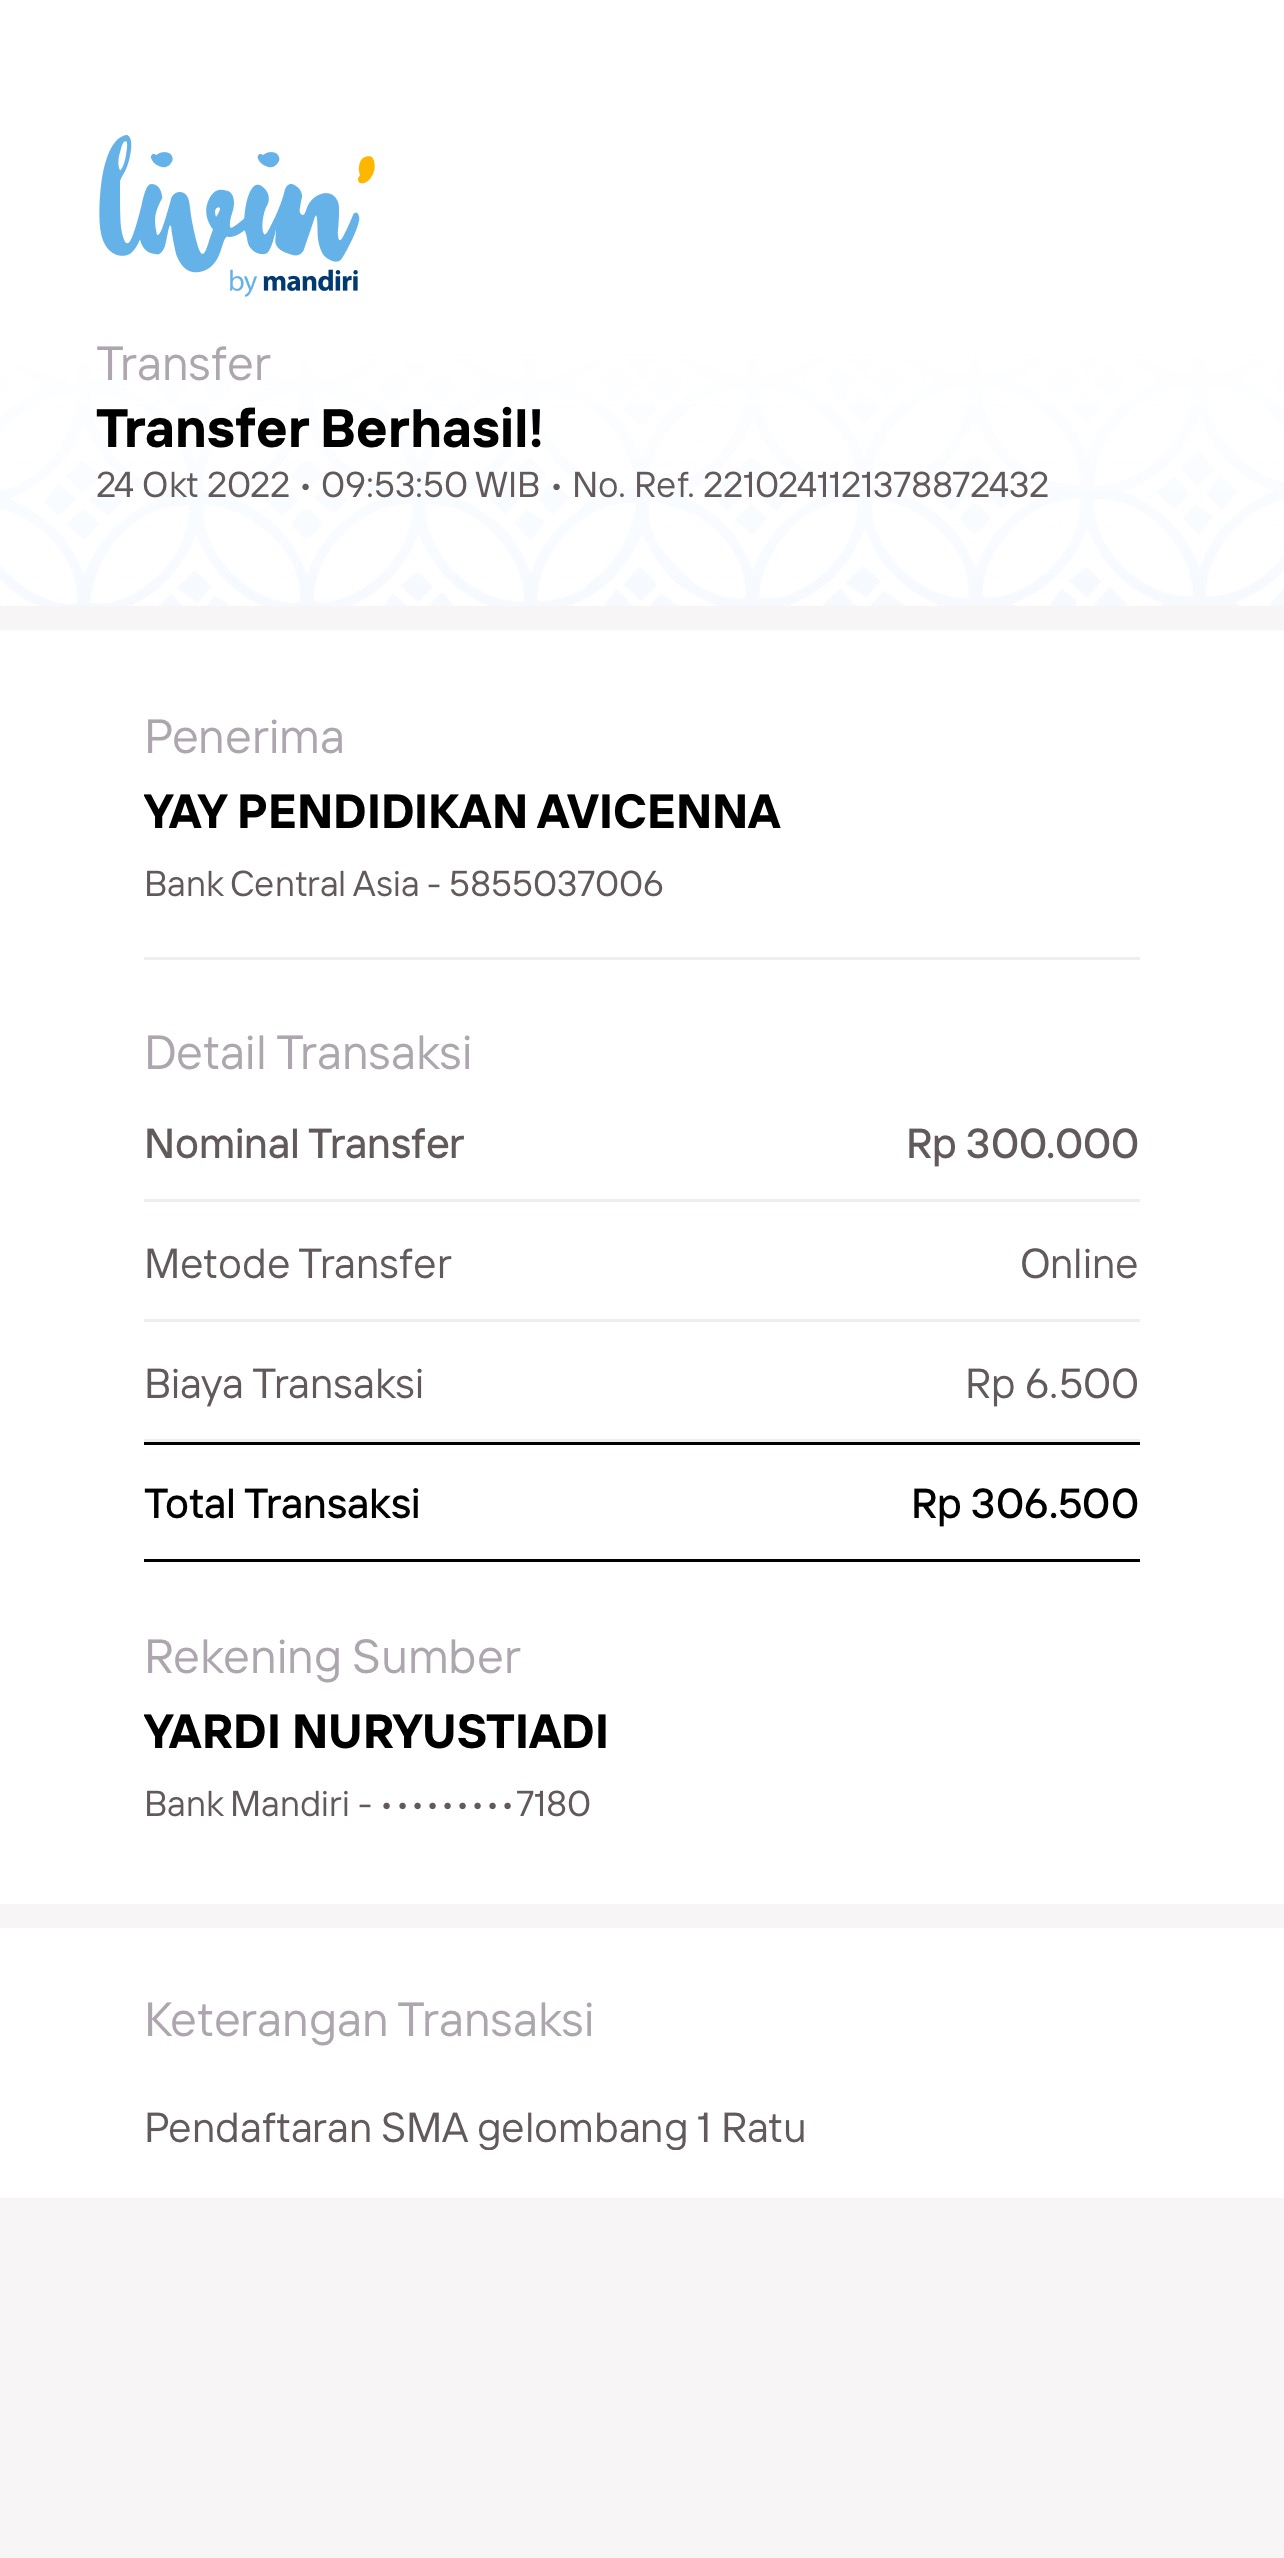 livin'
by mandiri
Transfer
Transfer Berhasil!
24 Okt 2022 • 09:53:50 WIB • No. Ref. 2210241121378872432
Penerima
YAY PENDIDIKAN AVICENNA
Bank Central Asia - 5855037006
Detail Transaksi
Nominal Transfer Rp 300.000
Metode Transfer Online
Biaya Transaksi Rp 6.500
Total Transaksi Rp 306.500
Rekening Sumber
YARDI NURYUSTIADI
Bank Mandiri - •••••••••7180
Keterangan Transaksi
Pendaftaran SMA gelombang 1 Ratu